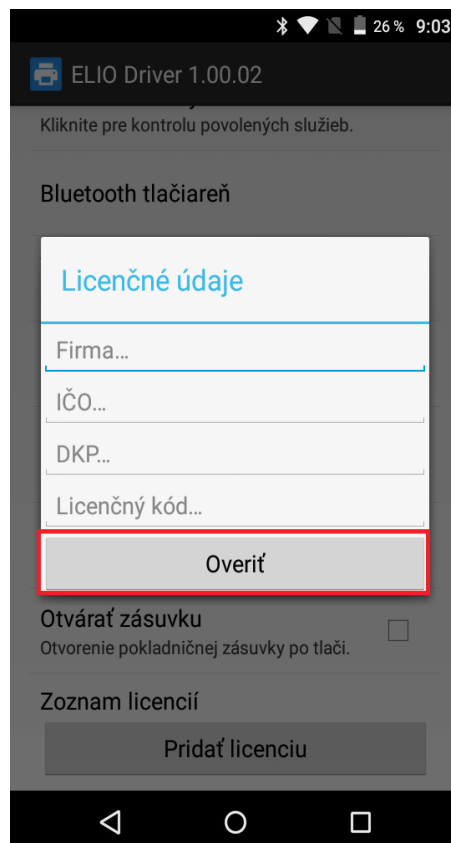 26 % 9:03
ELIO Driver 1.00.02
Kliknite pre kontrolu povolených služieb.
Bluetooth tlačiareň
Licenčné údaje
Firma...
IČO...
DKP...
Licenčný kód...
Overiť
Otvárať zásuvku
Otvorenie pokladničnej zásuvky po tlači.
Zoznam licencií
Pridať licenciu